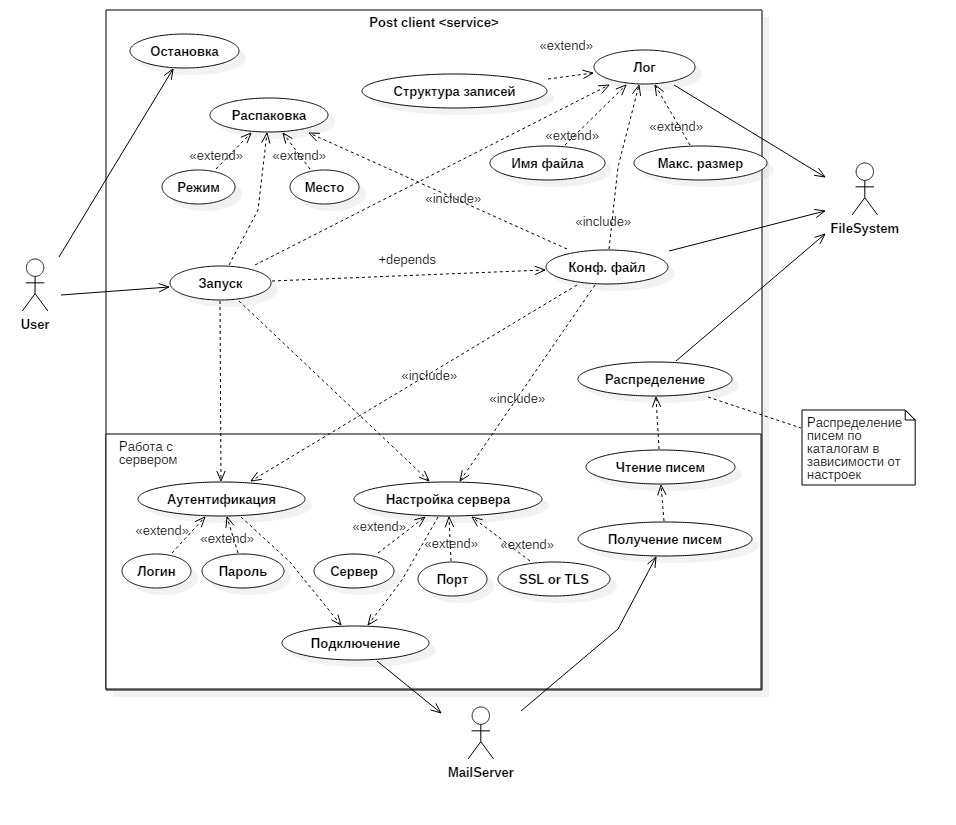 Post client <service>
«extend»
Остановка
Лог
Структура записей
Распаковка
«extend»
«extend»
«extend»
«extend»
Имя файла
Макс. размер
Режим
Место
«include»
«include»
FileSystem
+depends
Запуск
Конф. файл
User
«include»
Распределение
«include»
Распределение
писем по
каталогам в
зависимости от
настроек
Работа с
сервером
Чтение писем
Аутентификация
Настройка сервера
«extend»
«extend»
«extend»
«extend»
«extend»
Получение писем
Логин
Пароль
Сервер
Порт
SSL or TLS
Подключение
MailServer